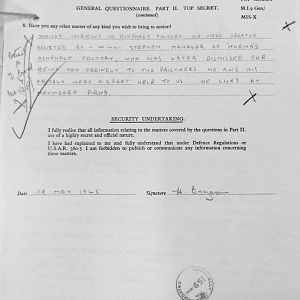 GENERAL QUESTIONNAIRE. PART II. TOP SECRET.
(continued)
M.I.9 Gen/
MIS-X
8. Have you any other matter of any kind you wish to bring to notice?
WHILST WORKING IN ASPHALT FACTORY WE WERE GREATLY
ASSISTED BY - WILLI STEPHEN MANAGER OF
ASPHALT FACTORY, WHO WAS LATER DISMISSED FOR
BEING TOO FRIENDLY TO THE PRISONERS HE AND HIS
FAMILY WERE A GREAT HELP TO US. HE LIVES AT
PIRNA.
SECURITY UNDERTAKING.
I fully realise that all information relating to the matters covered by the questions in Part II.
are of a highly secret and official nature.
I have had explained to me and fully understand that under Defence Regulations or
U.S.A.R. 380-5 I am forbidden to publish or communicate any information concerning
these matters.
Date 19 MAY 1945 Signature